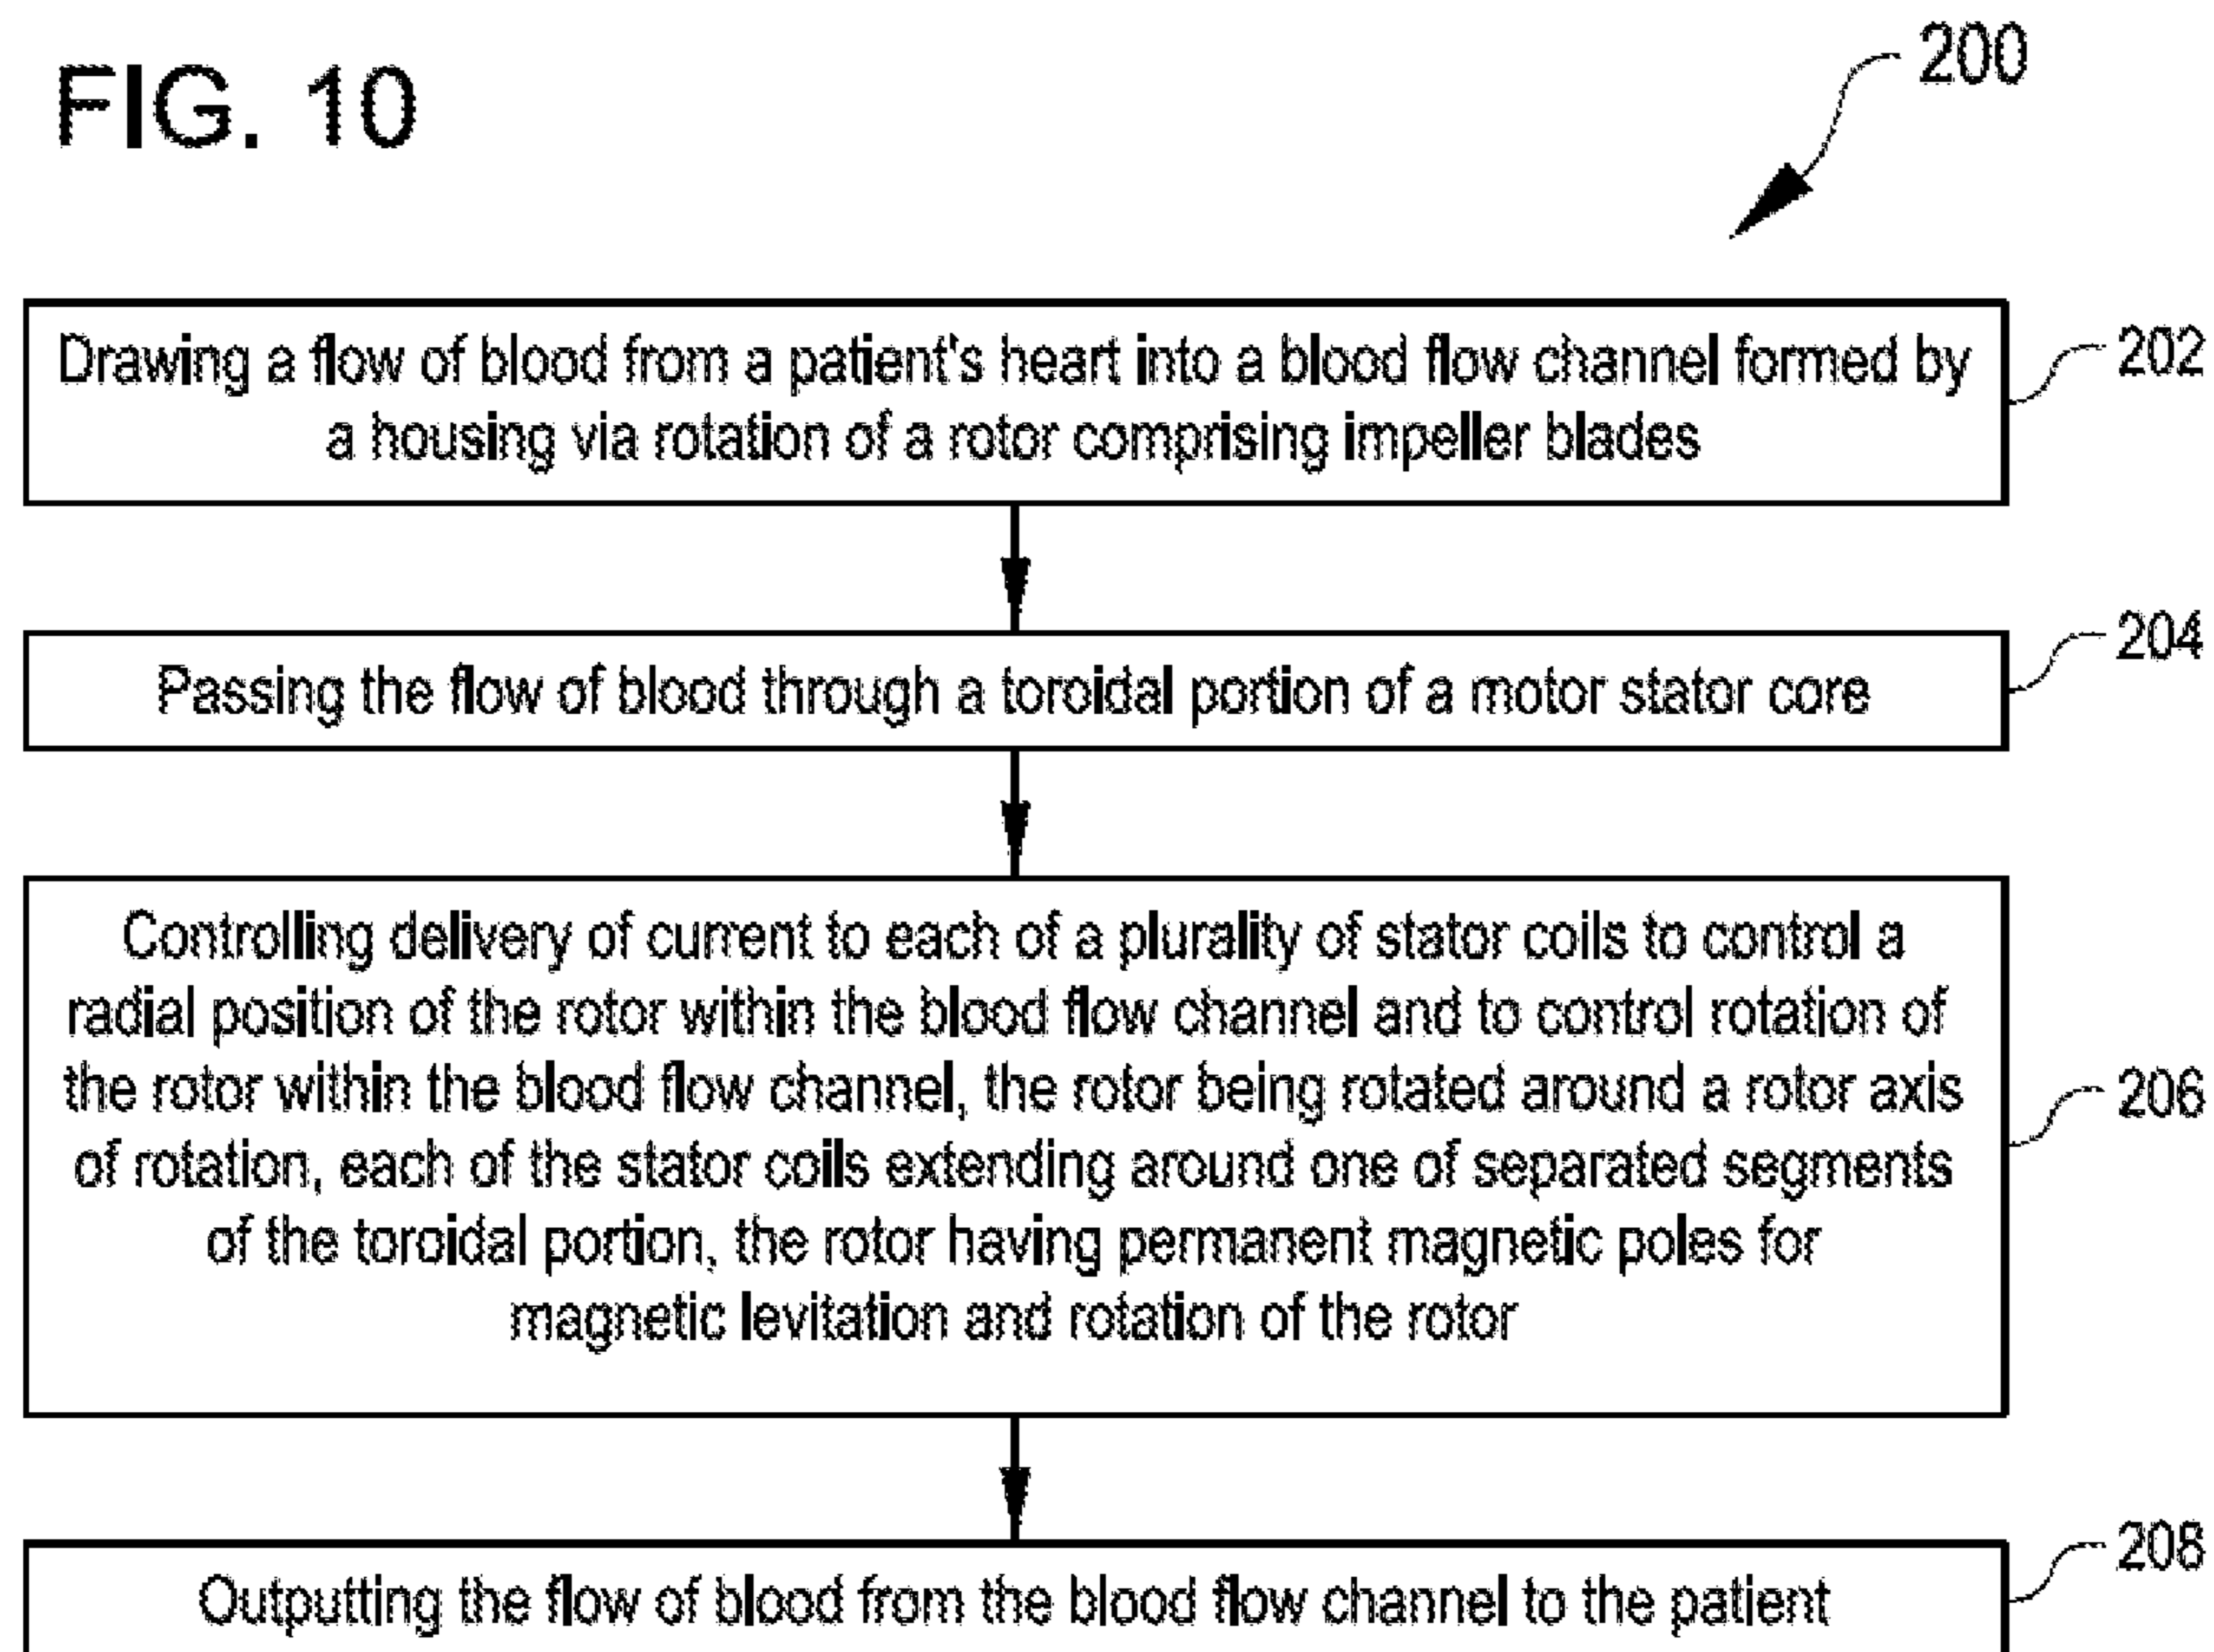 FIG. 10
200
Drawing a flow of blood from a patient's heart into a blood flow channel formed by
a housing via rotation of a rotor comprising impeller blades
202
Passing the flow of blood through a toroidal portion of a motor stator core
204
Controlling delivery of current to each of a plurality of stator coils to control a
radial position of the rotor within the blood flow channel and to control rotation of
the rotor within the blood flow channel, the rotor being rotated around a rotor axis
of rotation, each of the stator coils extending around one of separated segments
of the toroidal portion, the rotor having permanent magnetic poles for
magnetic levitation and rotation of the rotor
206
Outputting the flow of blood from the blood flow channel to the patient
208